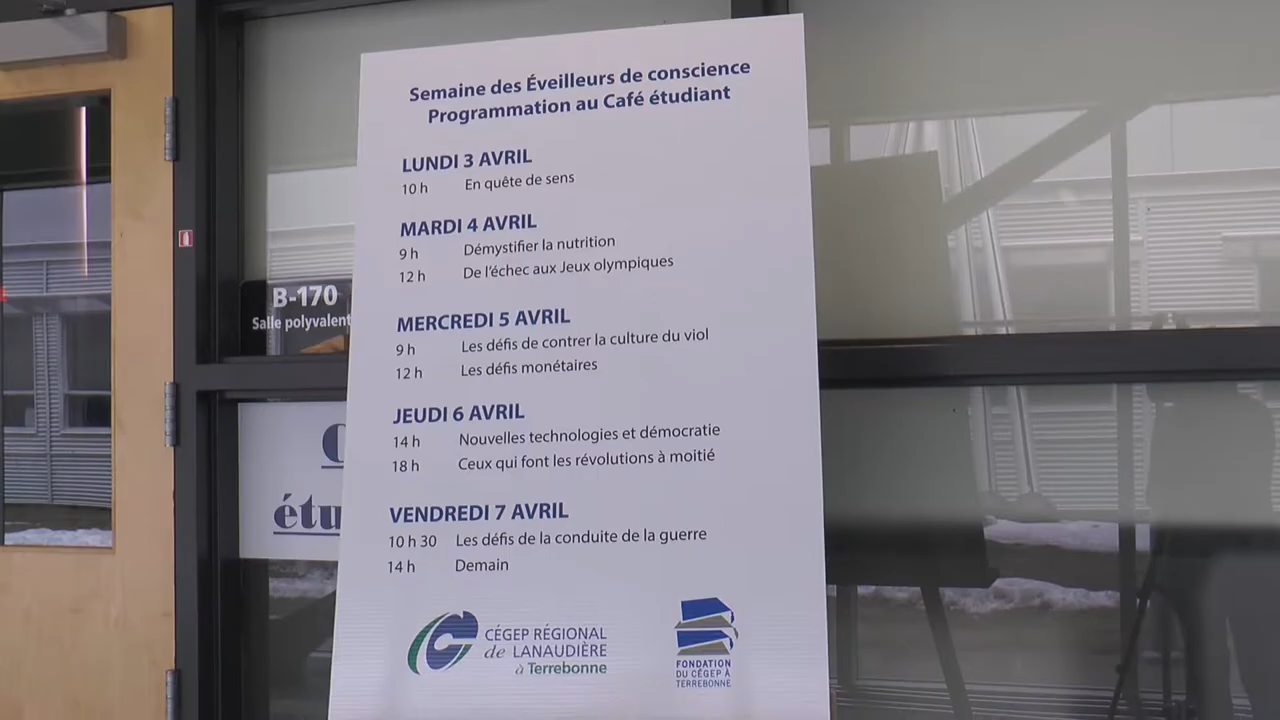 Semaine des Éveilleurs de conscience
Programmation au Café étudiant
LUNDI 3 AVRIL
10 h En quête de sens
MARDI 4 AVRIL
9 h Démystifier la nutrition
12 h De l'échec aux Jeux olympiques
MERCREDI 5 AVRIL
9 h Les défis de contrer la culture du viol
12 h Les défis monétaires
JEUDI 6 AVRIL
14 h Nouvelles technologies et démocratie
18 h Ceux qui font les révolutions à moitié
VENDREDI 7 AVRIL
10 h 30 Les défis de la conduite de la guerre
14 h Demain
CÉGEP RÉGIONAL
de LANAUDIÈRE
à Terrebonne
FONDATION
DU CÉGEP À
TERREBONNE
B-170
Salle polyvalent
C
étu